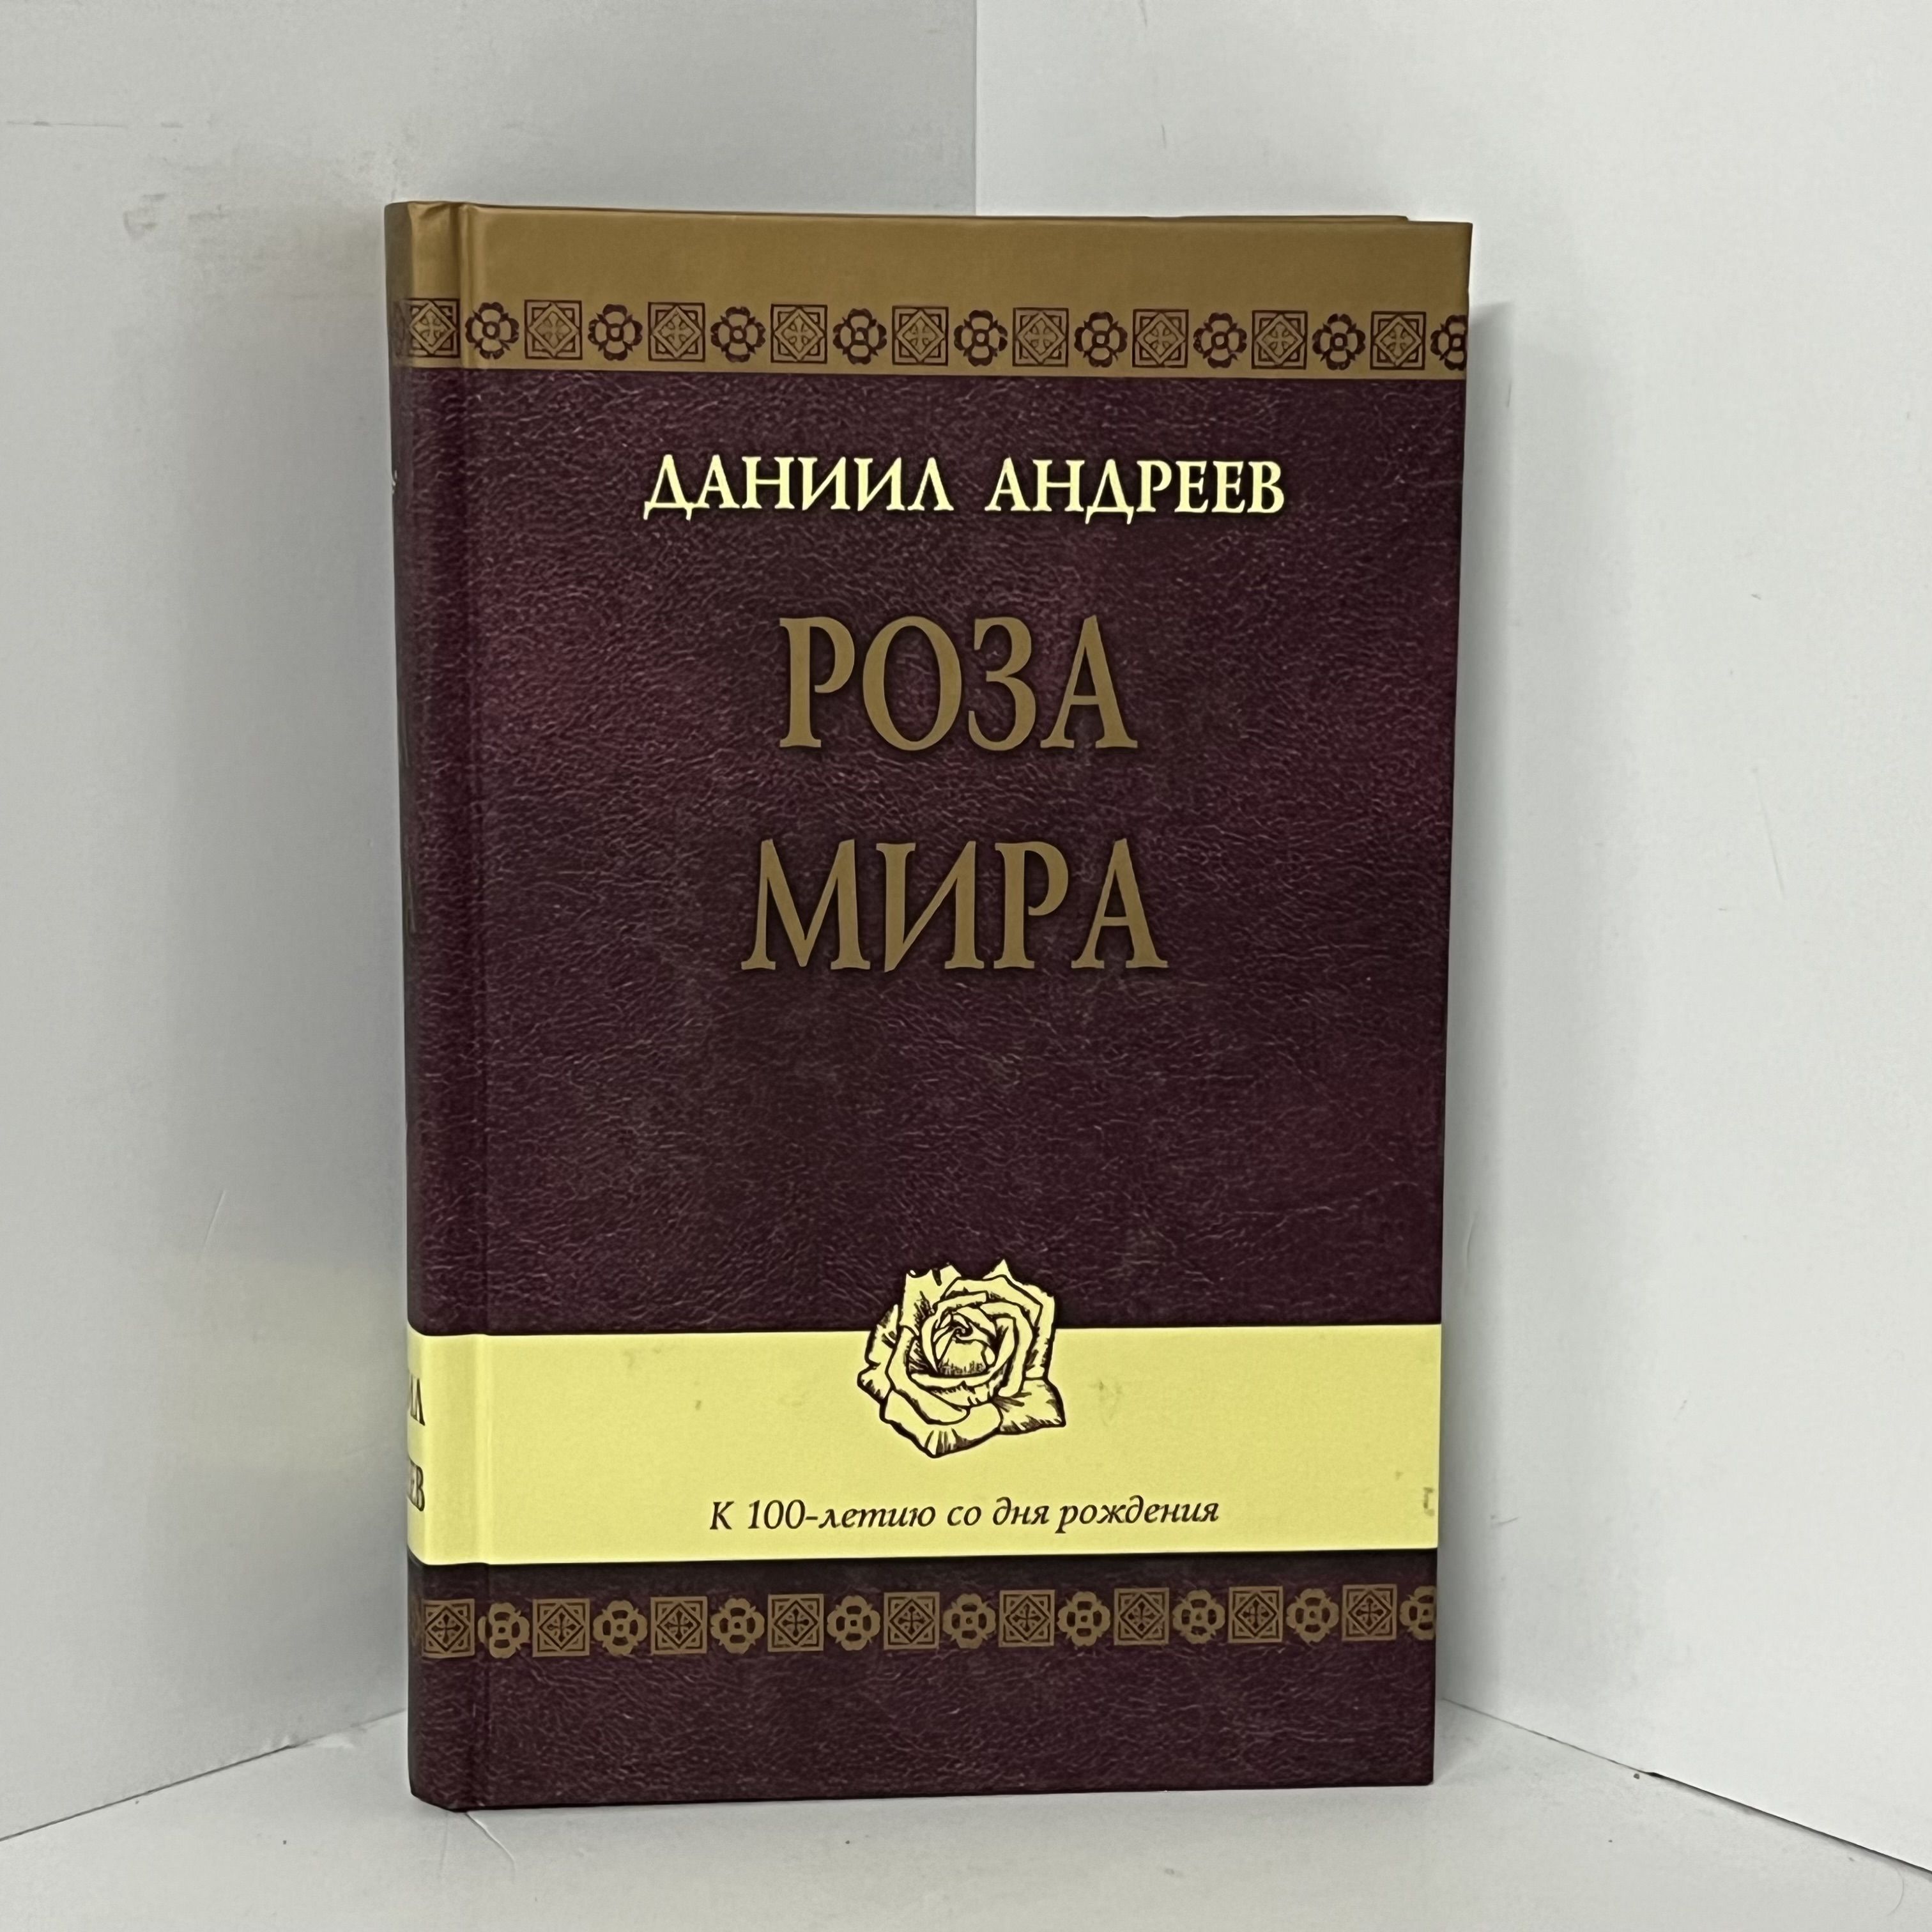 ДАНИИЛ АНДРЕЕВ
РОЗА
МИРА
К 100-летию со дня рождения